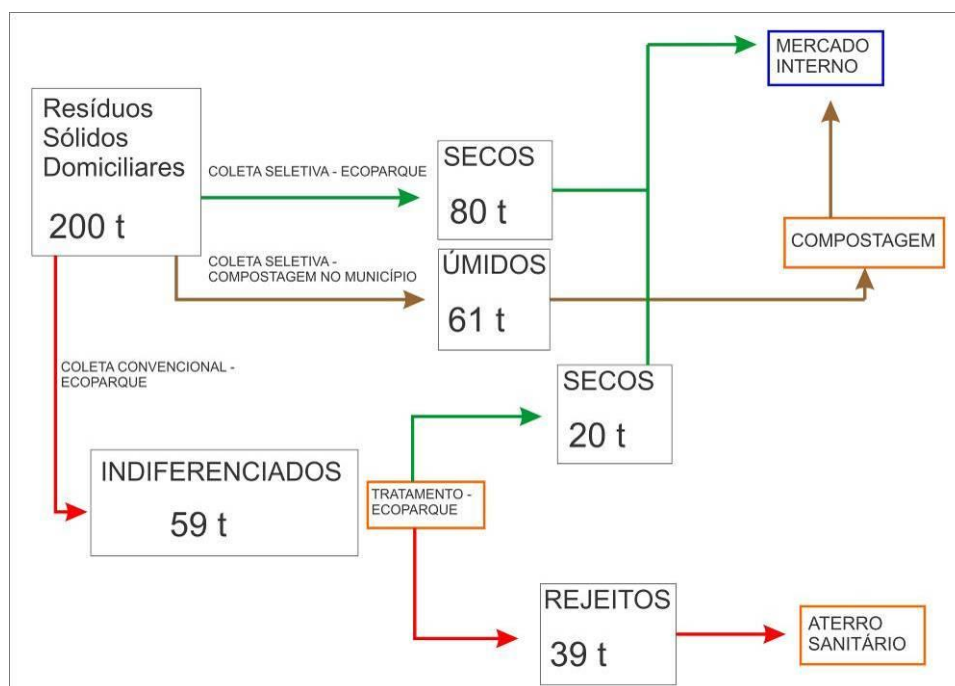 MERCADO
INTERNO
Resíduos
Sólidos
Domiciliares
200 t
COLETA SELETIVA - ECOPARQUE
SECOS
80 t
COMPOSTAGEM
COLETA SELETIVA -
COMPOSTAGEM NO MUNICÍPIO
ÚMIDOS
61 t
COLETA CONVENCIONAL -
ECOPARQUE
SECOS
20 t
INDIFERENCIADOS
59 t
TRATAMENTO -
ECOPARQUE
REJEITOS
39 t
ATERRO
SANITÁRIO